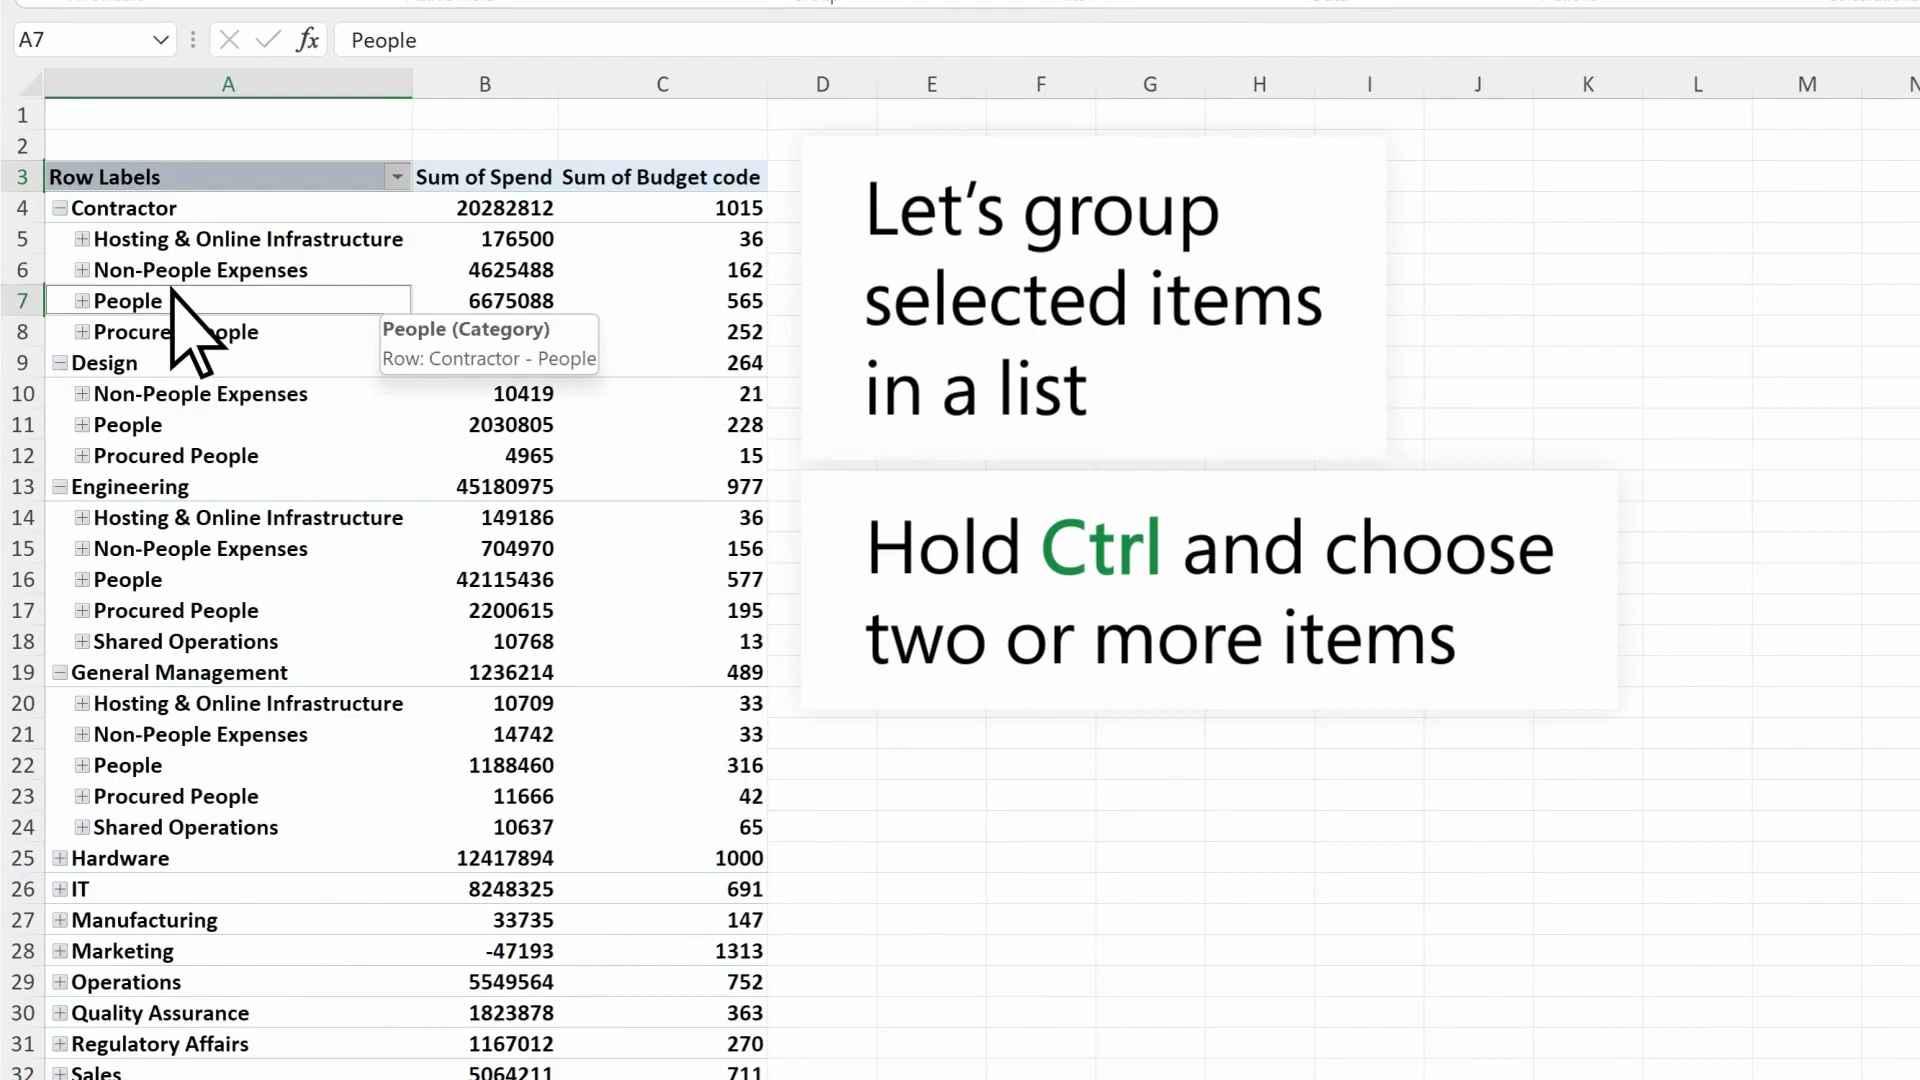 A7 fx People
A B C D E F G H I J K L M N
1
2
3 Row Labels Sum of Spend Sum of Budget code
4 Contractor 20282812 1015
5 Hosting & Online Infrastructure 176500 36
6 Non-People Expenses 4625488 162
7 People 6675088 565
8 252
People (Category)
Row: Contractor - People
9 Design 264
10 Non-People Expenses 10419 21
11 People 2030805 228
12 Procured People 4965 15
13 Engineering 45180975 977
14 Hosting & Online Infrastructure 149186 36
15 Non-People Expenses 704970 156
16 People 42115436 577
17 Procured People 2200615 195
18 Shared Operations 10768 13
19 General Management 1236214 489
20 Hosting & Online Infrastructure 10709 33
21 Non-People Expenses 14742 33
22 People 1188460 316
23 Procured People 11666 42
24 Shared Operations 10637 65
25 Hardware 12417894 1000
26 IT 8248325 691
27 Manufacturing 33735 147
28 Marketing -47193 1313
29 Operations 5549564 752
30 Quality Assurance 1823878 363
31 Regulatory Affairs 1167012 270
32 Sales 5064211 711
Let's group
selected items
in a list
Hold Ctrl and choose
two or more items